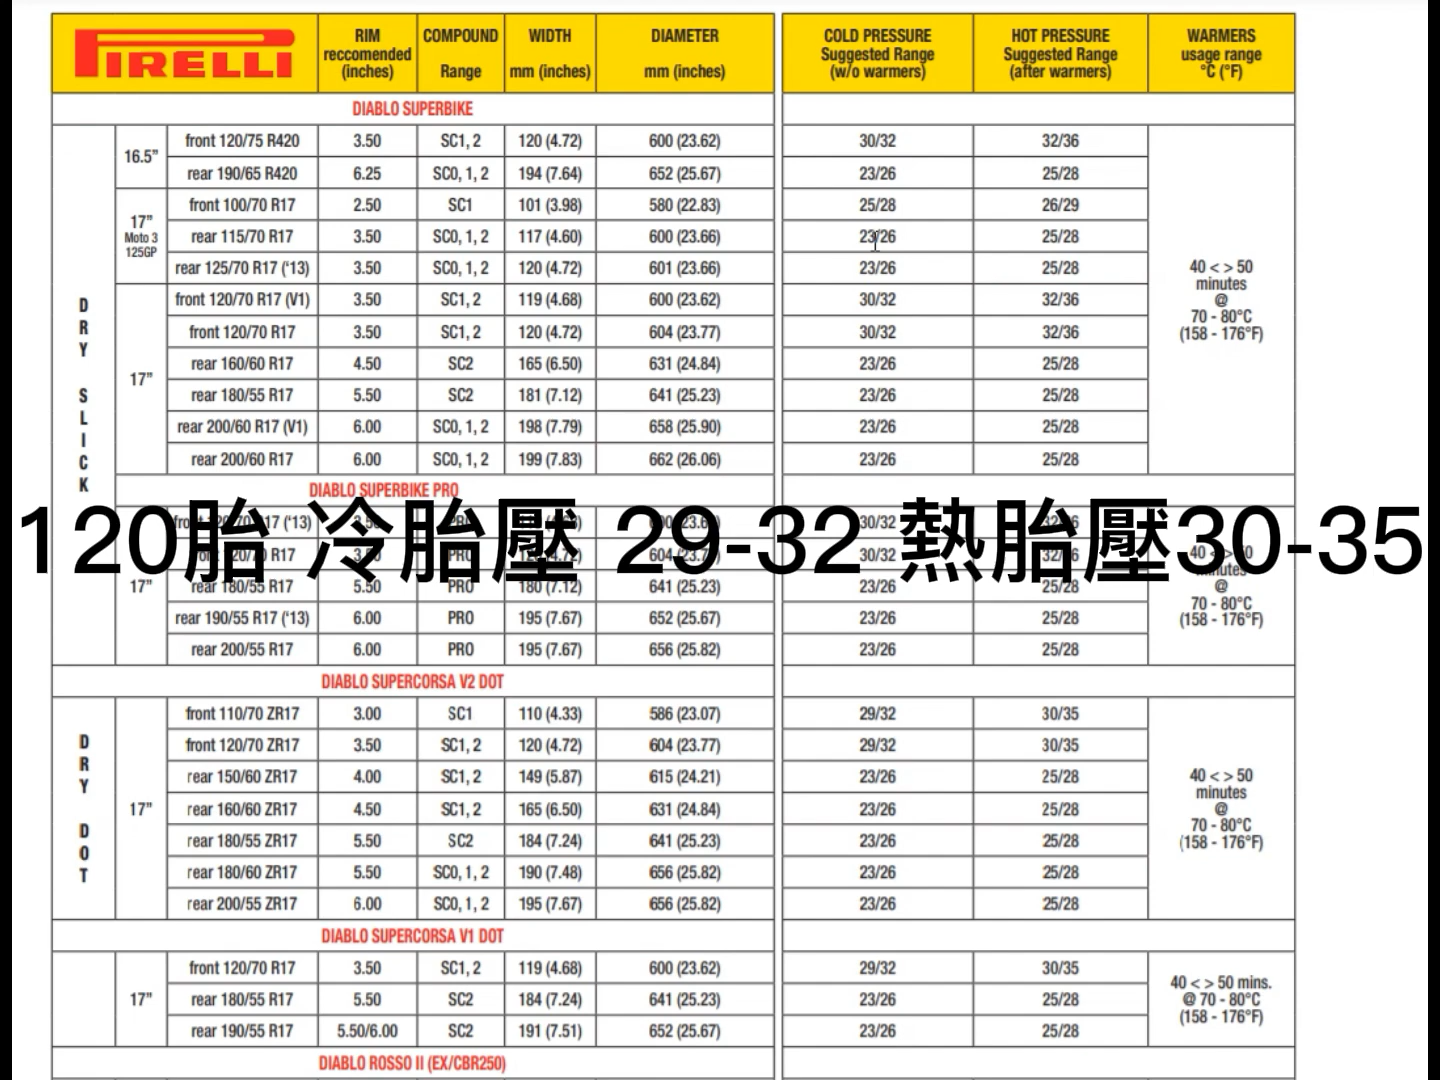 PIRELLI RIM reccomended (inches) COMPOUND Range WIDTH mm (inches) DIAMETER mm (inches) COLD PRESSURE Suggested Range (w/o warmers) HOT PRESSURE Suggested Range (after warmers) WARMERS usage range °C (°F)
DIABLO SUPERBIKE
DRY SLICK
16.5”
front 120/75 R420 3.50 SC1, 2 120 (4.72) 600 (23.62) 30/32 32/36
rear 190/65 R420 6.25 SC0, 1, 2 194 (7.64) 652 (25.67) 23/26 25/28
17” Moto 3 125GP
front 100/70 R17 2.50 SC1 101 (3.98) 580 (22.83) 25/28 26/29
rear 115/70 R17 3.50 SC0, 1, 2 117 (4.60) 600 (23.66) 23/26 25/28
rear 125/70 R17 (‘13) 3.50 SC0, 1, 2 120 (4.72) 601 (23.66) 23/26 25/28
17”
front 120/70 R17 (V1) 3.50 SC1, 2 119 (4.68) 600 (23.62) 30/32 32/36
front 120/70 R17 3.50 SC1, 2 120 (4.72) 604 (23.77) 30/32 32/36
rear 160/60 R17 4.50 SC2 165 (6.50) 631 (24.84) 23/26 25/28
rear 180/55 R17 5.50 SC2 181 (7.12) 641 (25.23) 23/26 25/28
rear 200/60 R17 (V1) 6.00 SC0, 1, 2 198 (7.79) 658 (25.90) 23/26 25/28
rear 200/60 R17 6.00 SC0, 1, 2 199 (7.83) 662 (26.06) 23/26 25/28
40 < > 50
minutes
@
70 - 80°C
(158 - 176°F)
DIABLO SUPERBIKE PRO
120胎 冷胎壓 29-32 熱胎壓30-35
17”
30/32
30/32
rear 180/55 R17 5.50 PRO 180 (7.12) 641 (25.23) 23/26 25/28
rear 190/55 R17 (‘13) 6.00 PRO 195 (7.67) 652 (25.67) 23/26 25/28
rear 200/55 R17 6.00 PRO 195 (7.67) 656 (25.82) 23/26 25/28
@
70 - 80°C
(158 - 176°F)
DIABLO SUPERCORSA V2 DOT
DRY DOT
17”
front 110/70 ZR17 3.00 SC1 110 (4.33) 586 (23.07) 29/32 30/35
front 120/70 ZR17 3.50 SC1, 2 120 (4.72) 604 (23.77) 29/32 30/35
rear 150/60 ZR17 4.00 SC1, 2 149 (5.87) 615 (24.21) 23/26 25/28
rear 160/60 ZR17 4.50 SC1, 2 165 (6.50) 631 (24.84) 23/26 25/28
rear 180/55 ZR17 5.50 SC2 184 (7.24) 641 (25.23) 23/26 25/28
rear 180/60 ZR17 5.50 SC0, 1, 2 190 (7.48) 656 (25.82) 23/26 25/28
rear 200/55 ZR17 6.00 SC0, 1, 2 195 (7.67) 656 (25.82) 23/26 25/28
40 < > 50
minutes
@
70 - 80°C
(158 - 176°F)
DIABLO SUPERCORSA V1 DOT
17”
front 120/70 R17 3.50 SC1, 2 119 (4.68) 600 (23.62) 29/32 30/35
rear 180/55 R17 5.50 SC2 184 (7.24) 641 (25.23) 23/26 25/28
rear 190/55 R17 5.50/6.00 SC2 191 (7.51) 652 (25.67) 23/26 25/28
40 < > 50 mins.
@ 70 - 80°C
(158 - 176°F)
DIABLO ROSSO II (EX/CBR250)